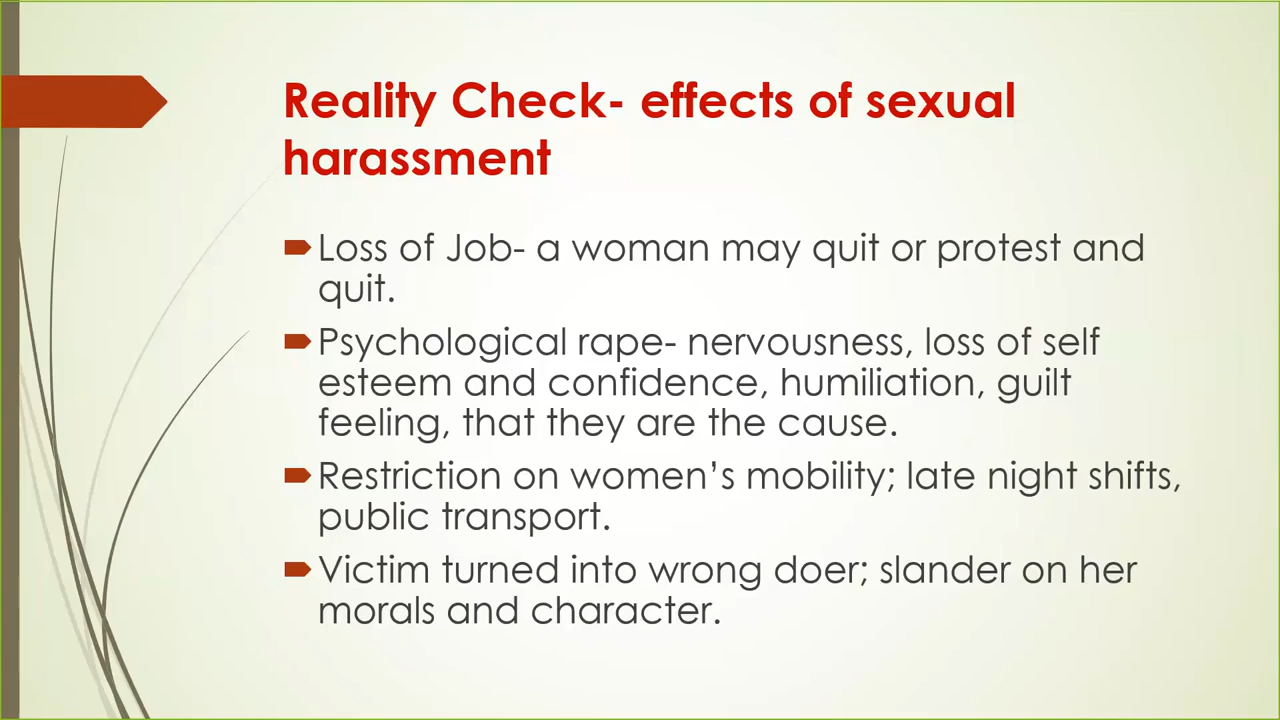 Reality Check- effects of sexual
harassment
Loss of Job- a woman may quit or protest and
quit.
Psychological rape- nervousness, loss of self
esteem and confidence, humiliation, guilt
feeling, that they are the cause.
Restriction on women’s mobility; late night shifts,
public transport.
Victim turned into wrong doer; slander on her
morals and character.